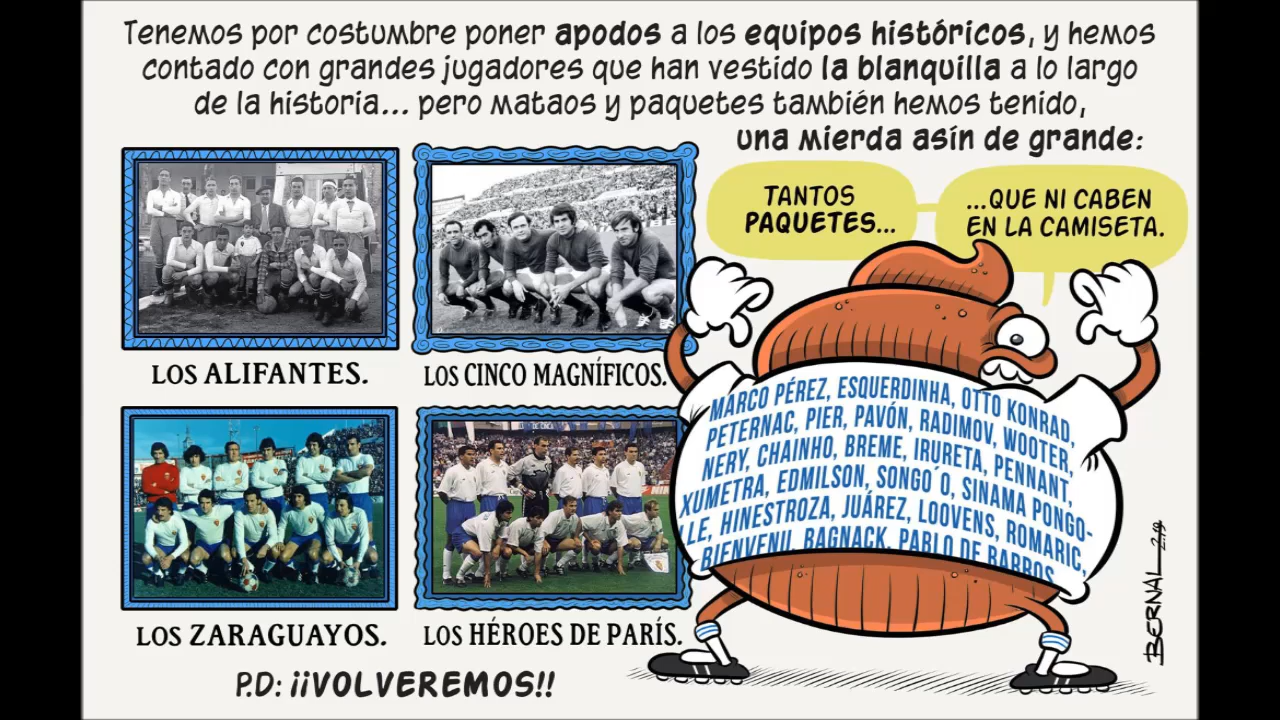 Tenemos por costumbre poner apodos a los equipos históricos, y hemos
contado con grandes jugadores que han vestido la blanquilla a lo largo
de la historia... pero mataos y paquetes también hemos tenido,
una mierda asín de grande:
TANTOS
PAQUETES...
...QUE NI CABEN
EN LA CAMISETA.
LOS ALIFANTES.
LOS CINCO MAGNÍFICOS.
MARCO PÉREZ, ESQUERDINHA, OTTO KONRAD,
PETERNAC, PIER, PAVÓN, RADIMOV, WOOTER,
NERY, CHAINHO, BREME, IRURETA, PENNANT,
XUMETRA, EDMILSON, SONGÓ O, SINAMA PONGO-
LLE, HINESTROZA, JUÁREZ, LOOVENS, ROMARIC,
BIENVENU, BAGNACK, PABLO DE BARROS
LOS ZARAGUAYOS.
LOS HÉROES DE PARÍS.
P.D: ¡¡VOLVEREMOS!!
BERNAL